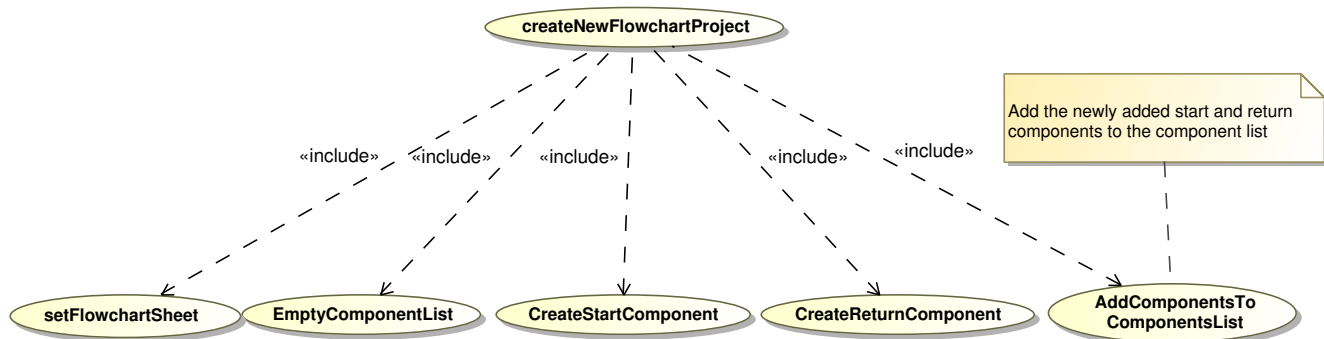 createNewFlowchartProject
Add the newly added start and return
components to the component list
«include»
«include»
«include»
«include»
«include»
setFlowchartSheet
EmptyComponentList
CreateStartComponent
CreateReturnComponent
AddComponentsTo
ComponentsList